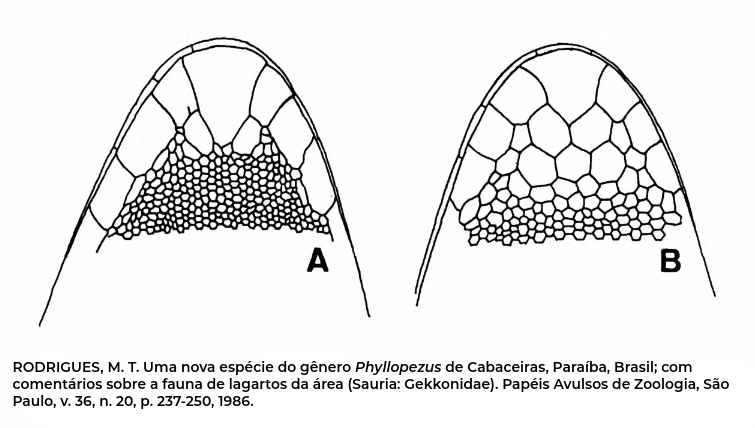 A
B
RODRIGUES, M. T. Uma nova espécie do gênero Phyllopezus de Cabaceiras, Paraíba, Brasil; com
comentários sobre a fauna de lagartos da área (Sauria: Gekkonidae). Papéis Avulsos de Zoologia, São
Paulo, v. 36, n. 20, p. 237-250, 1986.